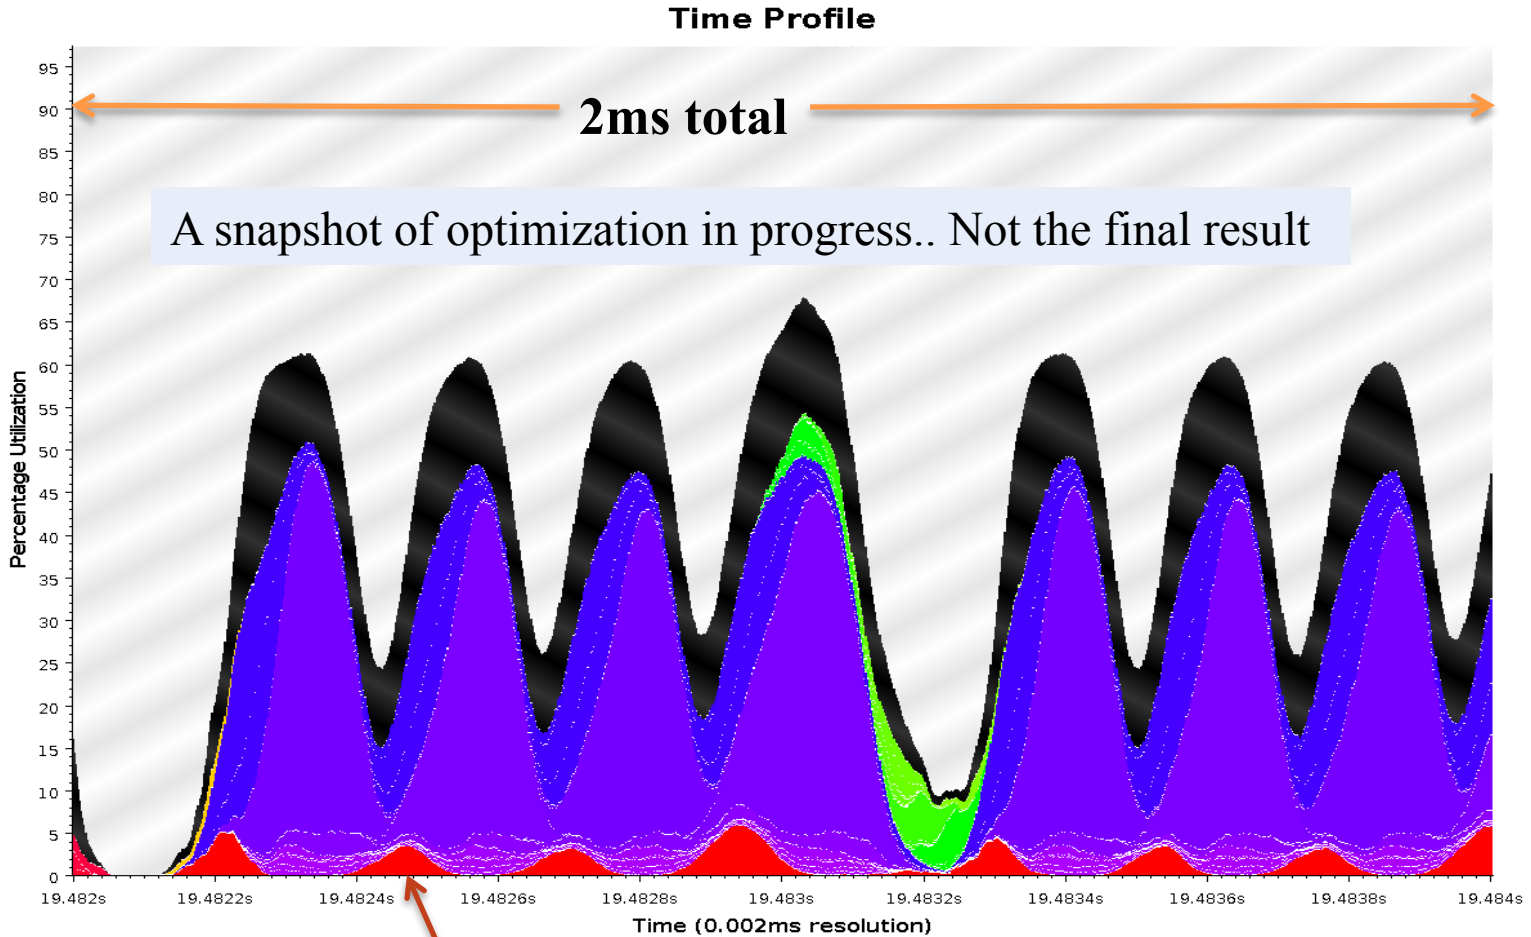 Time Profile
95
90
85
80
75
70
65
60
55
50
45
40
35
30
25
20
15
10
5
0
2ms total
A snapshot of optimization in progress.. Not the final result
Percentage Utilization
19.482s
19.4822s
19.4824s
19.4826s
19.4828s
19.483s
19.4832s
19.4834s
19.4836s
19.4838s
19.484s
Time (0.002ms resolution)